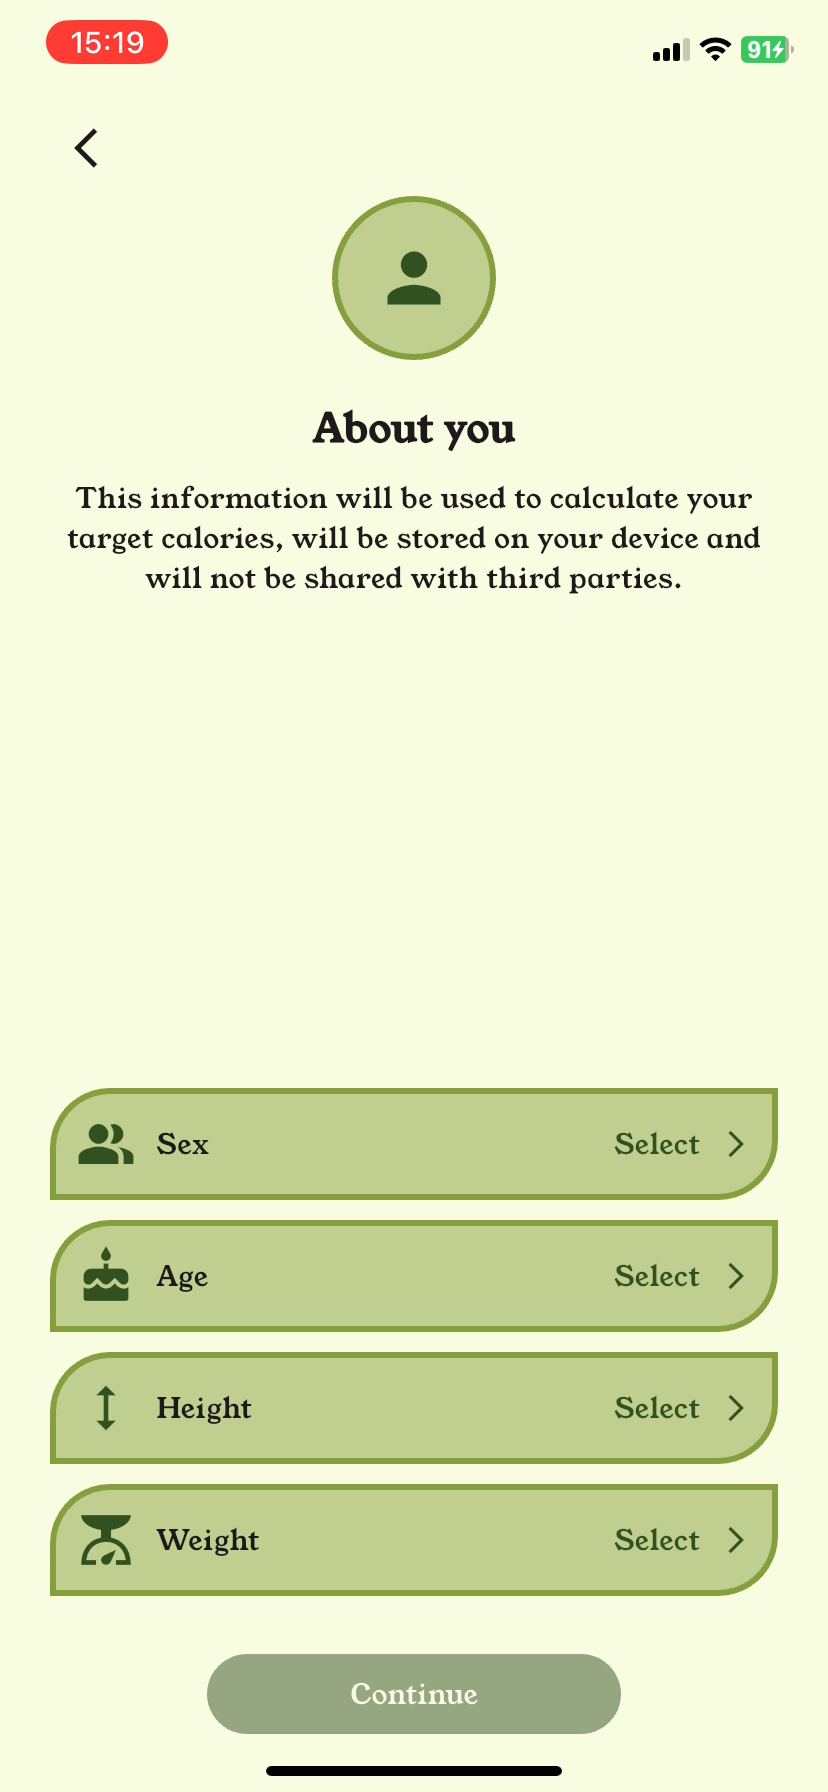 15:19
91
About you
This information will be used to calculate your
target calories, will be stored on your device and
will not be shared with third parties.
Sex Select
Age Select
Height Select
Weight Select
Continue